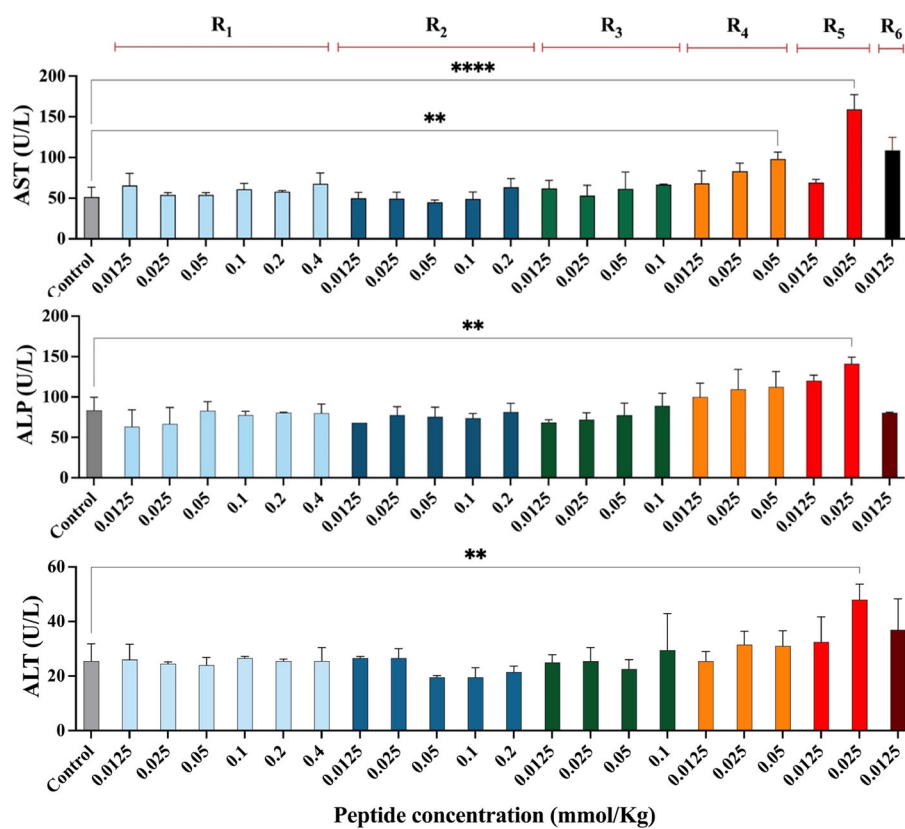 R1 R2 R3 R4 R5 R6
****
**
AST (U/L)
200
150
100
50
0
Control 0.0125 0.025 0.05 0.1 0.2 0.4 0.0125 0.025 0.05 0.1 0.2 0.0125 0.025 0.05 0.1 0.0125 0.025 0.05 0.0125 0.025 0.0125
**
ALP (U/L)
200
150
100
50
0
Control 0.0125 0.025 0.05 0.1 0.2 0.4 0.0125 0.025 0.05 0.1 0.2 0.0125 0.025 0.05 0.1 0.0125 0.025 0.05 0.0125 0.025 0.0125
**
ALT (U/L)
60
40
20
0
Control 0.0125 0.025 0.05 0.1 0.2 0.4 0.0125 0.025 0.05 0.1 0.2 0.0125 0.025 0.05 0.1 0.0125 0.025 0.05 0.0125 0.025 0.0125
Peptide concentration (mmol/Kg)